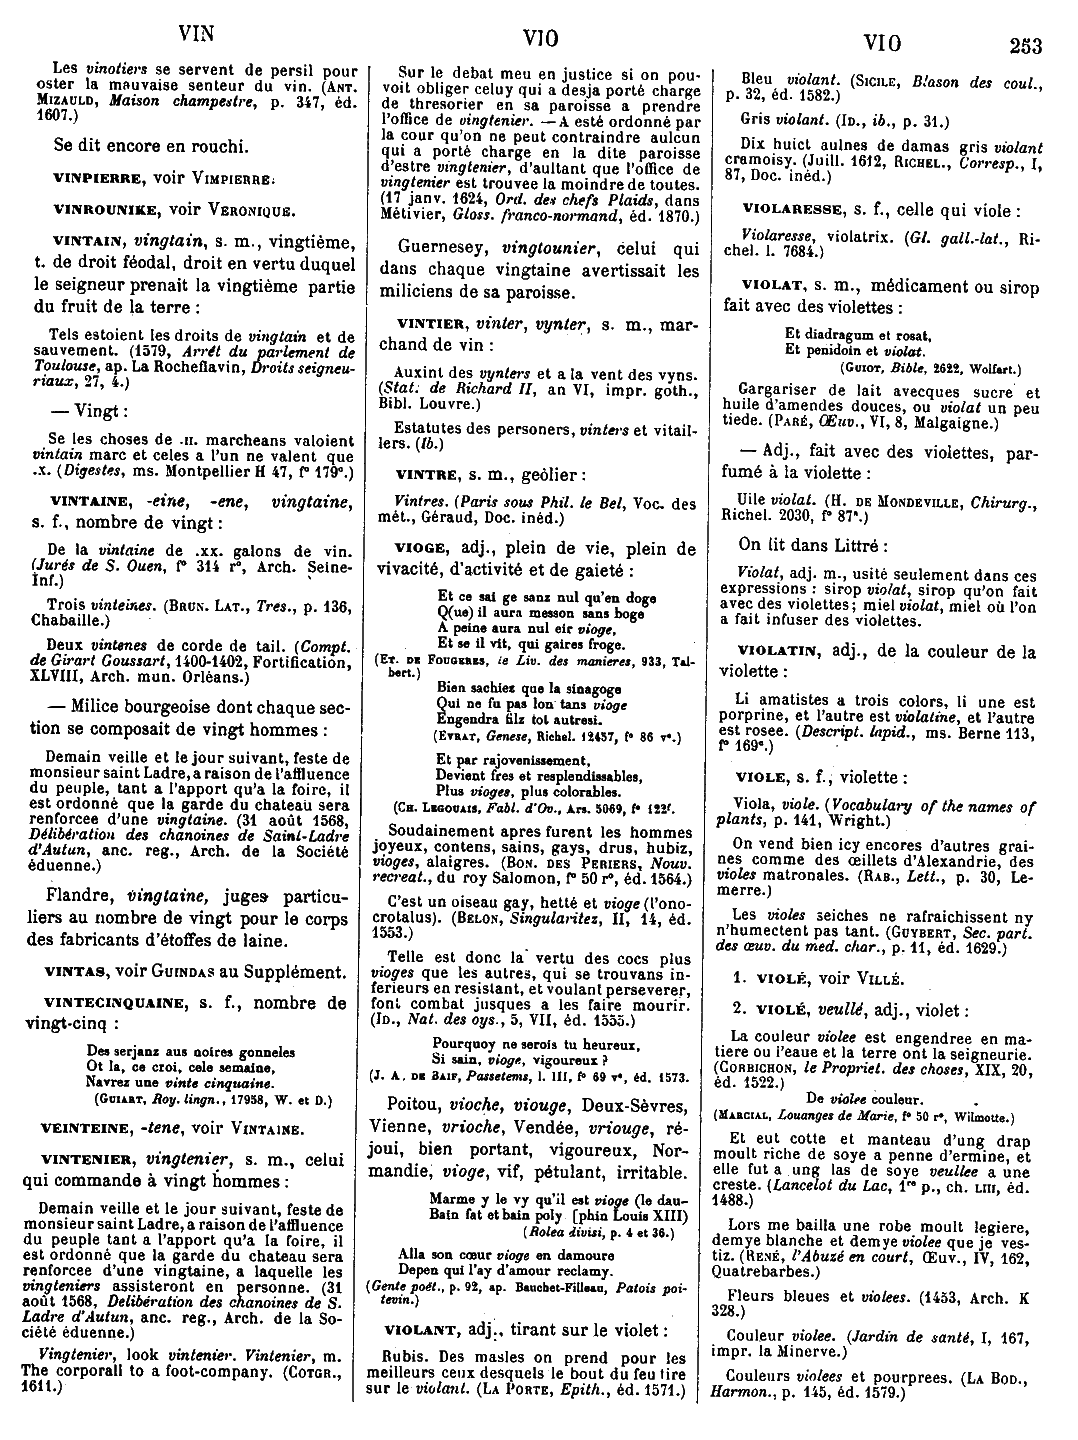 VIN
VIO
VIO
253
Les vinotiers se servent de persil pour
oster la mauvaise senteur du vin. (ANT.
MIZAULD, Maison champestre, p. 347, éd.
1607.)
Se dit encore en rouchi.
VINPIERRE, voir VIMPIERRE.
VINROUNIKE, voir VERONIQUE.
VINTAIN, vingtain, s. m., vingtième,
t. de droit féodal, droit en vertu duquel
le seigneur prenait la vingtième partie
du fruit de la terre :
Tels estoient les droits de vingtain et de
sauvement. (1579, Arrêt du parlement de
Toulouse, ap. La Rocheflavin, Droits seigneu-
riaux, 27, 4.)
— Vingt :
Se les choses de .II. marcheans valoient
vintain marc et celes a l'un ne valent que
.X. (Digestes, ms. Montpellier H 47, f° 179ª.)
VINTAINE, -eine, -ene, vingtaine,
s. f., nombre de vingt :
De la vintaine de .XX. galons de vin.
(Jurés de S. Ouen, f° 314 r°, Arch. Seine-
Inf.)
Trois vinteines. (BRUN. LAT., Tres., p. 136,
Chabaille.)
Deux vintenes de corde de tail. (Compt.
de Girart Goussart, 1400-1402, Fortification,
XLVIII, Arch. mun. Orléans.)
— Milice bourgeoise dont chaque sec-
tion se composait de vingt hommes :
Demain veille et le jour suivant, feste de
monsieur saint Ladre, a raison de l'affluence
du peuple, tant a l'apport qu'a la foire, il
est ordonné que la garde du chateau sera
renforcee d'une vingtaine. (31 août 1568,
Délibération des chanoines de Saint-Ladre
d'Autun, anc. reg., Arch. de la Société
éduenne.)
Flandre, vingtaine, juges particu-
liers au nombre de vingt pour le corps
des fabricants d'étoffes de laine.
VINTAS, voir GUINDAS au Supplément.
VINTECINQUAINE, s. f., nombre de
vingt-cinq :
Des serjanz aus noires gonneles
Ot la, ce croi, cele semaine,
Navrez une vinte cinquaine.
(GUIART, Roy. lingn., 17958, W. et D.)
VEINTEINE, -tene, voir VINTAINE.
VINTENIER, vingtenier, s. m., celui
qui commande à vingt hommes :
Demain veille et le jour suivant, feste de
monsieur saint Ladre, a raison de l'affluence
du peuple tant a l'apport qu'a la foire, il
est ordonné que la garde du chateau sera
renforcee d'une vingtaine, a laquelle les
vingteniers assisteront en personne. (31
août 1568, Delibération des chanoines de S.
Ladre d'Autun, anc. reg., Arch. de la So-
ciété éduenne.)
Vingtenier, look vintenier. Vintenier, m.
The corporall to a foot-company. (COTGR.,
1611.)
Sur le debat meu en justice si on pou-
voit obliger celuy qui a desja porté charge
de thresorier en sa paroisse a prendre
l'office de vingtenier. — A esté ordonné par
la cour qu'on ne peut contraindre aulcun
qui a porté charge en la dite paroisse
d'estre vingtenier, d'aultant que l'office de
vingtenier est trouvee la moindre de toutes.
(17 janv. 1624, Ord. des chefs Plaids, dans
Métivier, Gloss. franco-normand, éd. 1870.)
Guernesey, vingtounier, celui qui
dans chaque vingtaine avertissait les
miliciens de sa paroisse.
VINTIER, vinter, vynter, s. m., mar-
chand de vin :
Auxint des vynters et a la vent des vyns.
(Stat. de Richard II, an VI, impr. goth.,
Bibl. Louvre.)
Estatutes des personers, vinters et vitail-
lers. (Ib.)
VINTRE, s. m., geôlier :
Vintres. (Paris sous Phil. le Bel, Voc. des
mét., Géraud, Doc. inéd.)
VIOGE, adj., plein de vie, plein de
vivacité, d'activité et de gaieté :
Et ce sai ge sanz nul qu'en doge
Q(ue) il aura messon sans boge
A peine aura nul eir vioge,
Et se il vit, qui gaires froge.
(ET. DE FOUGERES, le Liv. des manieres, 933, Tal-
bert.)
Bien sachiez que la sinagoge
Qui ne fu pas lon tans vioge
Engendra filz tot autresi.
(EVRAT, Genese, Richel. 12457, f° 86 v°.)
Et par rajovenissement,
Devient fres et resplendissables,
Plus vioges, plus colorables.
(CH. LEGOUAIS, Fabl. d'Ov., Ars. 5069, f° 122f.
Soudainement apres furent les hommes
joyeux, contens, sains, gays, drus, hubiz,
vioges, alaigres. (BON. DES PERIERS, Nouv.
recreat., du roy Salomon, f° 50 r°, éd. 1564.)
C'est un oiseau gay, hetté et vioge (l'ono-
crotalus). (BELON, Singularitez, II, 14, éd.
1553.)
Telle est donc la vertu des cocs plus
vioges que les autres, qui se trouvans in-
ferieurs en resistant, et voulant perseverer,
font combat jusques a les faire mourir.
(ID., Nat. des oys., 5, VII, éd. 1555.)
Pourquoy ne serois tu heureux,
Si sain, vioge, vigoureux ?
(J. A. DE BAIF, Passetems, l. III, f° 69 v°, éd. 1573.
Poitou, vioche, viouge, Deux-Sèvres,
Vienne, vrioche, Vendée, vriouge, ré-
joui, bien portant, vigoureux, Nor-
mandie, vioge, vif, pétulant, irritable.
Marme y le vy qu'il est vioge (le dau-
Bain fat et bain poly [phin Louis XIII)
(Rolea divisi, p. 4 et 36.)
Alla son cœur vioge en damoure
Depen qui l'ay d'amour reclamy.
(Gente poët., p. 92, ap. Bauchet-Filleau, Patois poi-
tevin.)
VIOLANT, adj., tirant sur le violet :
Rubis. Des masles on prend pour les
meilleurs ceux desquels le bout du feu tire
sur le violant. (LA PORTE, Epith., éd. 1571.)
Bleu violant. (SICILE, Blason des coul.,
p. 32, éd. 1582.)
Gris violant. (ID., ib., p. 31.)
Dix huict aulnes de damas gris violant
cramoisy. (Juill. 1612, RICHEL., Corresp., I,
87, Doc. inéd.)
VIOLARESSE, s. f., celle qui viole :
Violaresse, violatrix. (Gl. gall.-lat., Ri-
chel. l. 7684.)
VIOLAT, s. m., médicament ou sirop
fait avec des violettes :
Et diadragum et rosat,
Et penidoin et violat.
(GUIOT, Bible, 2622, Wolfart.)
Gargariser de lait avecques sucre et
huile d'amendes douces, ou violat un peu
tiede. (PARÉ, Œuv., VI, 8, Malgaigne.)
— Adj., fait avec des violettes, par-
fumé à la violette :
Uile violat. (H. DE MONDEVILLE, Chirurg.,
Richel. 2030, f° 87ª.)
On lit dans Littré :
Violat, adj. m., usité seulement dans ces
expressions : sirop violat, sirop qu'on fait
avec des violettes; miel violat, miel où l'on
a fait infuser des violettes.
VIOLATIN, adj., de la couleur de la
violette :
Li amatistes a trois colors, li une est
porprine, et l'autre est violatine, et l'autre
est rosee. (Descript. lapid., ms. Berne 113,
f° 169ª.)
VIOLE, s. f., violette :
Viola, viole. (Vocabulary of the names of
plants, p. 141, Wright.)
On vend bien icy encores d'autres grai-
nes comme des œillets d'Alexandrie, des
violes matronales. (RAB., Lett., p. 30, Le-
merre.)
Les violes seiches ne rafraichissent ny
n'humectent pas tant. (GUYBERT, Sec. part.
des œuv. du med. char., p. 11, éd. 1629.)
1. VIOLÉ, voir VILLÉ.
2. VIOLÉ, veullé, adj., violet :
La couleur violee est engendree en ma-
tiere ou l'eaue et la terre ont la seigneurie.
(CORBICHON, le Propriet. des choses, XIX, 20,
éd. 1522.)
De violee couleur.
(MARCIAL, Louanges de Marie, f° 50 r°, Wilmotte.)
Et eut cotte et manteau d'ung drap
moult riche de soye a penne d'ermine, et
elle fut a ung las de soye veullee a une
creste. (Lancelot du Lac, 1re p., ch. LIII, éd.
1488.)
Lors me bailla une robe moult legiere,
demye blanche et demye violee que je ves-
tiz. (RENÉ, l'Abuzé en court, Œuv., IV, 162,
Quatrebarbes.)
Fleurs bleues et violees. (1453, Arch. K
328.)
Couleur violee. (Jardin de santé, I, 167,
impr. la Minerve.)
Couleurs violees et pourprees. (LA BOD.,
Harmon., p. 145, éd. 1579.)